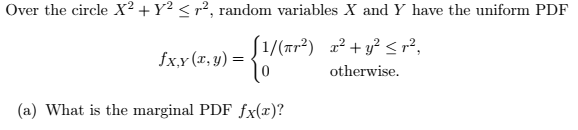 Over the circle X² + Y² ≤ r², random variables X and Y have the uniform PDF
f_{X,Y}(x, y) = { 1/(πr²)  x² + y² ≤ r²,
0  otherwise.
(a) What is the marginal PDF f_X(x)?